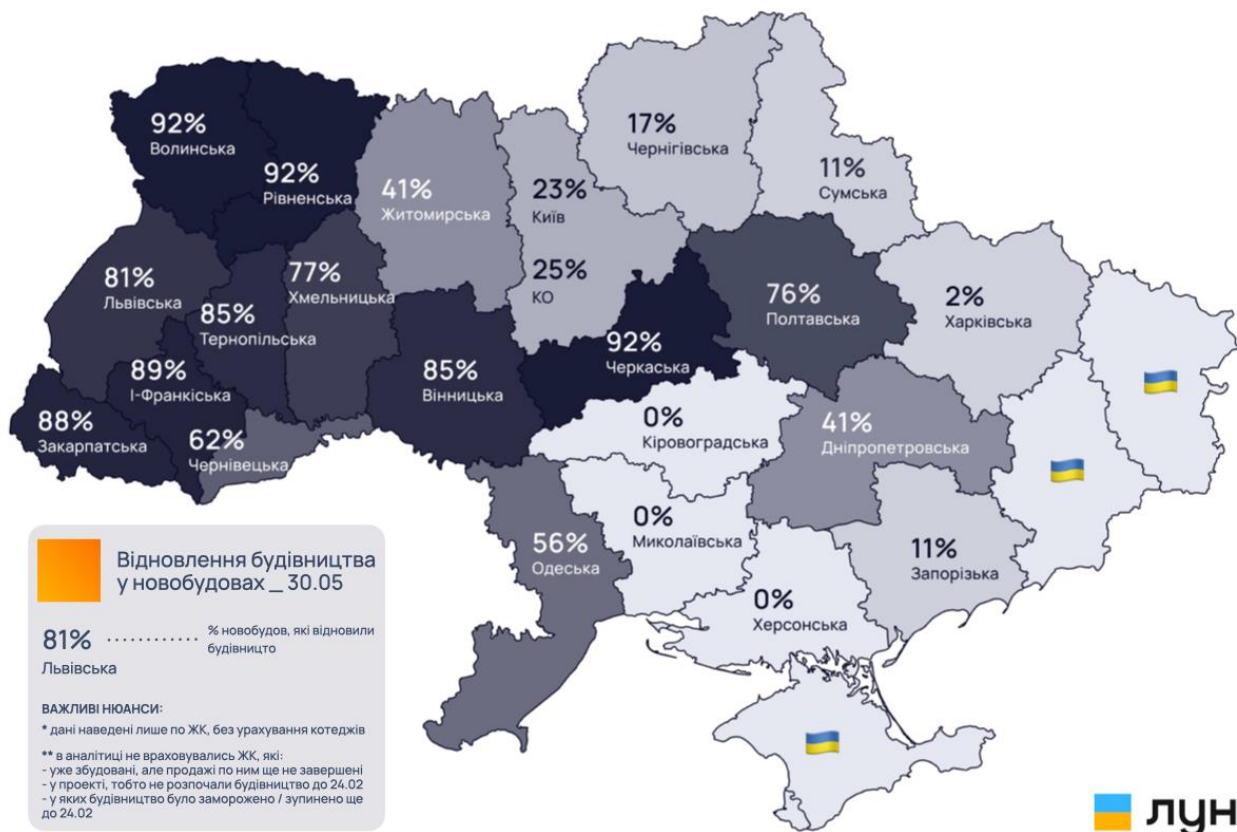 92%
Волинська
92%
Рівненська
41%
Житомирська
23%
Київ
25%
КО
17%
Чернігівська
11%
Сумська
81%
Львівська
85%
Тернопільська
77%
Хмельницька
89%
І-Франкіська
88%
Закарпатська
62%
Чернівецька
85%
Вінницька
92%
Черкаська
76%
Полтавська
2%
Харківська
0%
Кіровоградська
41%
Дніпропетровська
56%
Одеська
0%
Миколаївська
0%
Херсонська
11%
Запорізька
Відновлення будівництва
у новобудовах _ 30.05
81% ............ % новобудов, які відновили
будівницто
Львівська
ВАЖЛИВІ НЮАНСИ:
* дані наведені лише по ЖК, без урахування котеджів
** в аналітиці не враховувались ЖК, які:
- уже збудовані, але продажі по ним ще не завершені
- у проекті, тобто не розпочали будівництво до 24.02
- у яких будівництво було заморожено / зупинено ще
до 24.02
лун